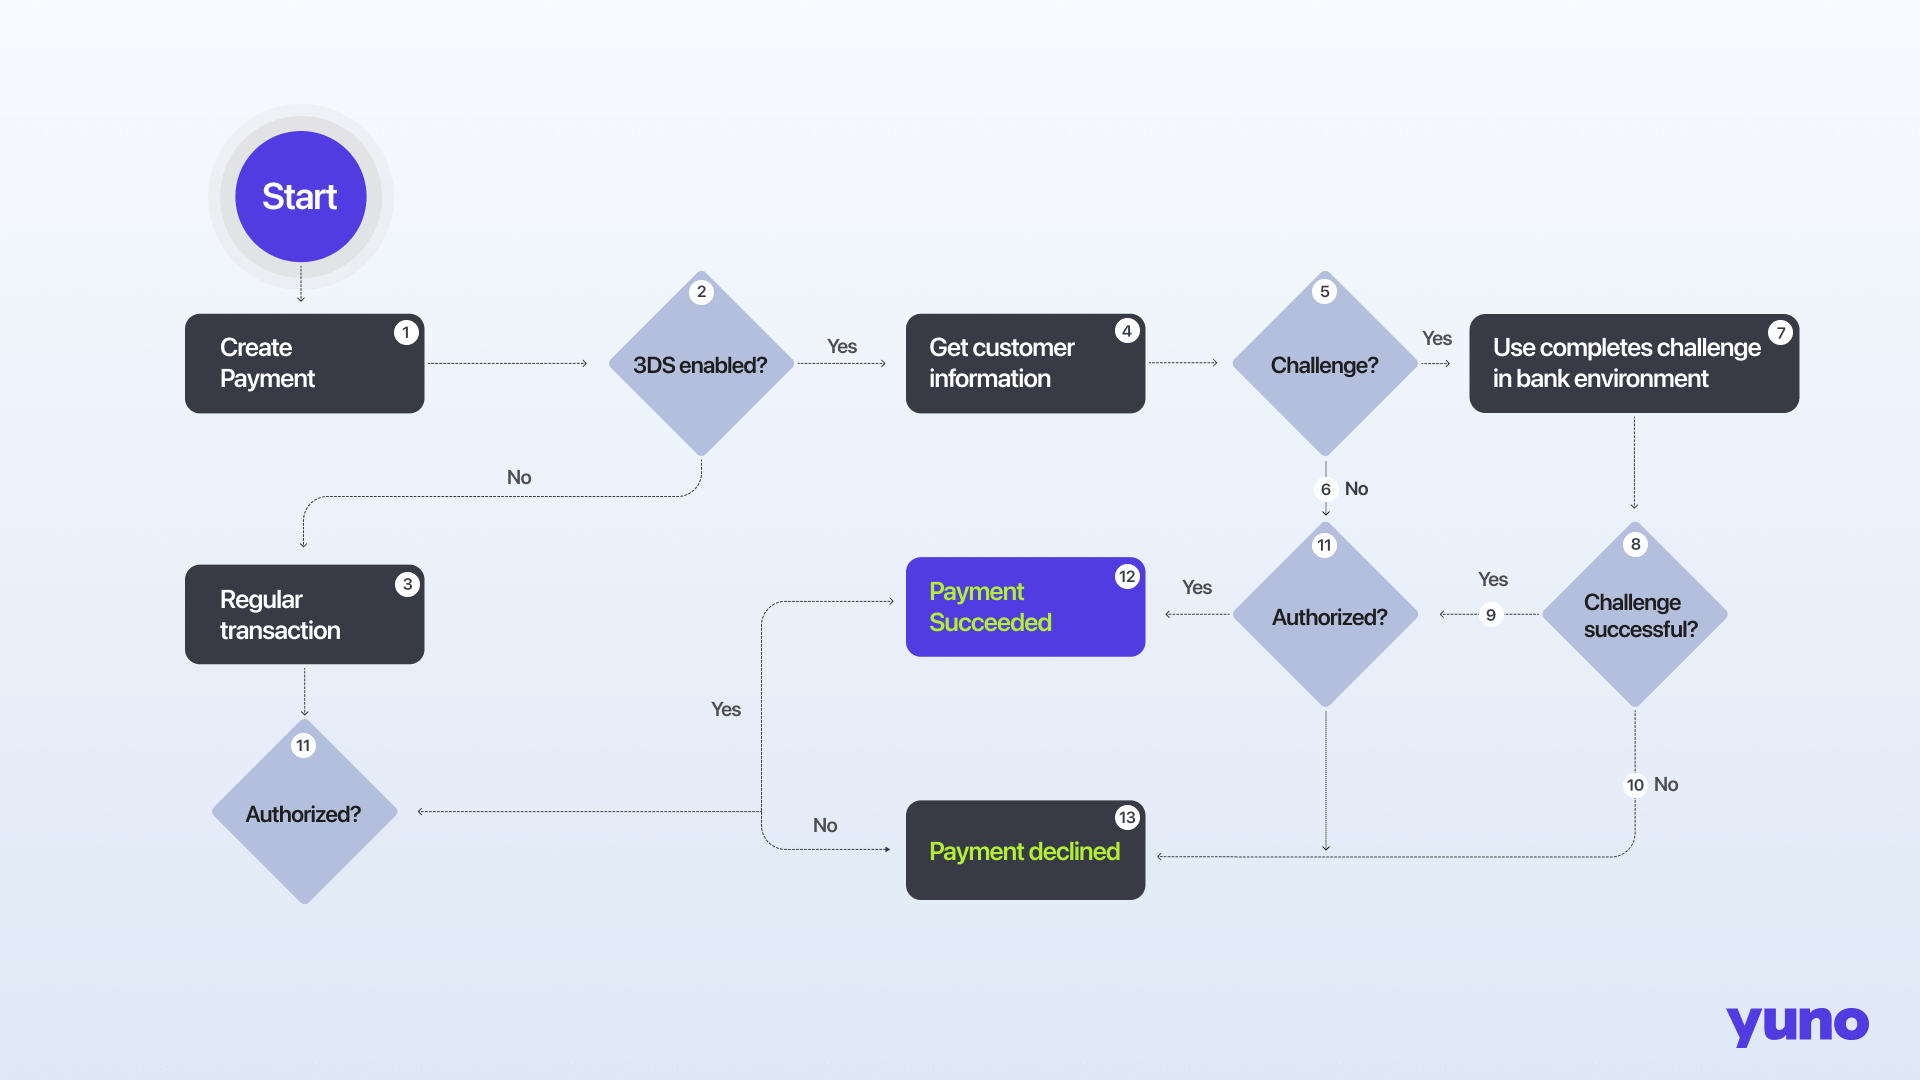 Start
1
Create
Payment
2
3DS enabled?
Yes
4
Get customer
information
5
Challenge?
Yes
7
Use completes challenge
in bank environment
No
6
No
3
Regular
transaction
12
Payment
Succeeded
Yes
11
Authorized?
Yes
9
8
Challenge
successful?
Yes
11
Authorized?
No
13
Payment declined
10
No
yuno